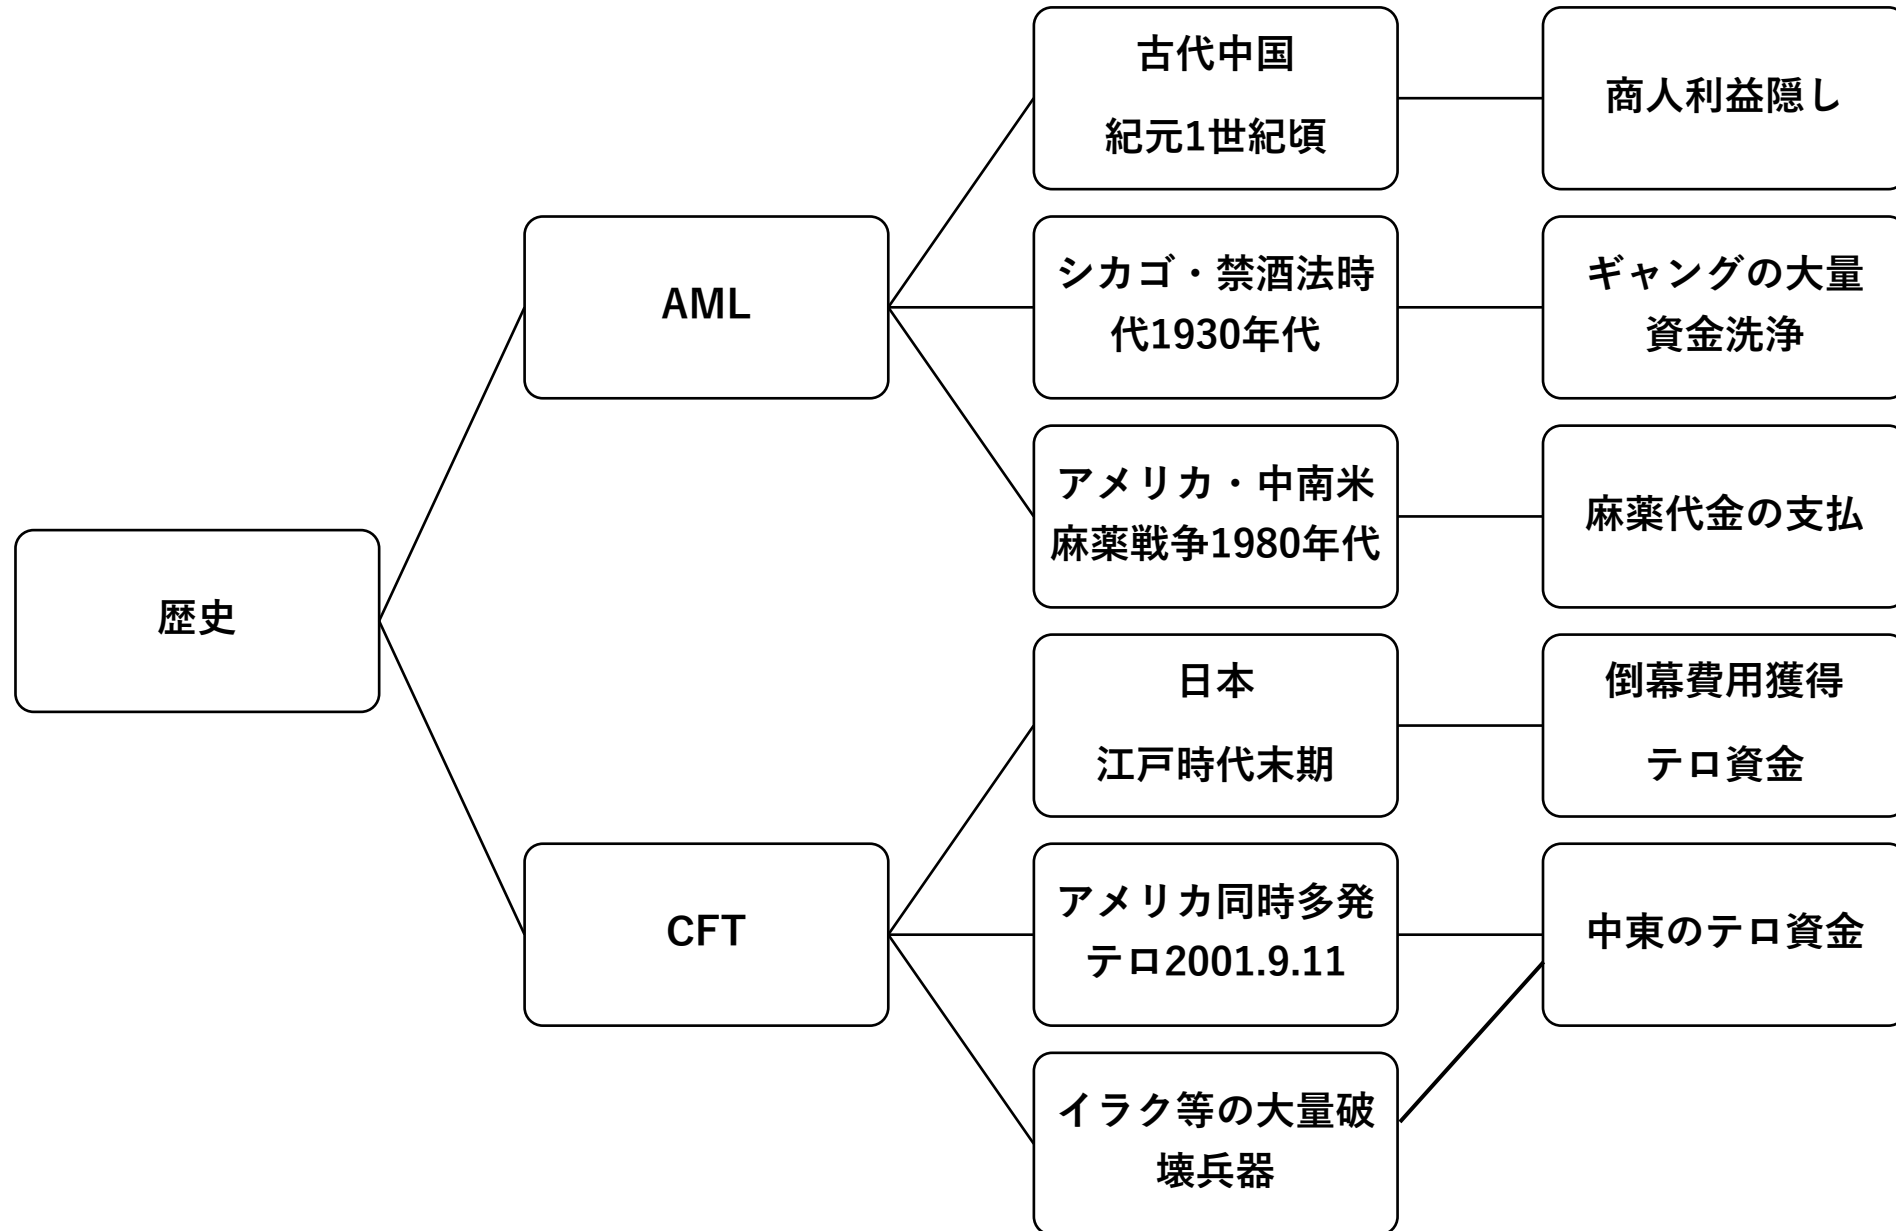 古代中国
紀元1世紀頃
商人利益隠し
シカゴ・禁酒法時
代1930年代
ギャングの大量
資金洗浄
AML
アメリカ・中南米
麻薬戦争1980年代
麻薬代金の支払
歴史
日本
江戸時代末期
倒幕費用獲得
テロ資金
CFT
アメリカ同時多発
テロ2001.9.11
中東のテロ資金
イラク等の大量破
壊兵器